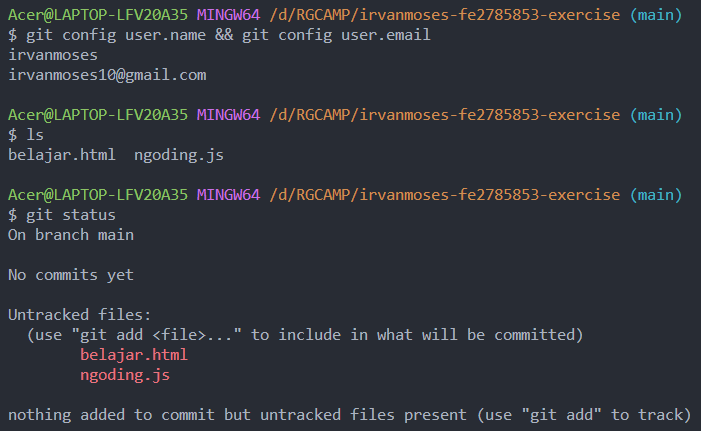 Acer@LAPTOP-LFV20A35 MINGW64 /d/RGCAMP/irvanmoses-fe2785853-exercise (main)
$ git config user.name && git config user.email
irvanmoses
irvanmoses10@gmail.com
Acer@LAPTOP-LFV20A35 MINGW64 /d/RGCAMP/irvanmoses-fe2785853-exercise (main)
$ ls
belajar.html  ngoding.js
Acer@LAPTOP-LFV20A35 MINGW64 /d/RGCAMP/irvanmoses-fe2785853-exercise (main)
$ git status
On branch main
No commits yet
Untracked files:
  (use "git add <file>..." to include in what will be committed)
        belajar.html
        ngoding.js
nothing added to commit but untracked files present (use "git add" to track)